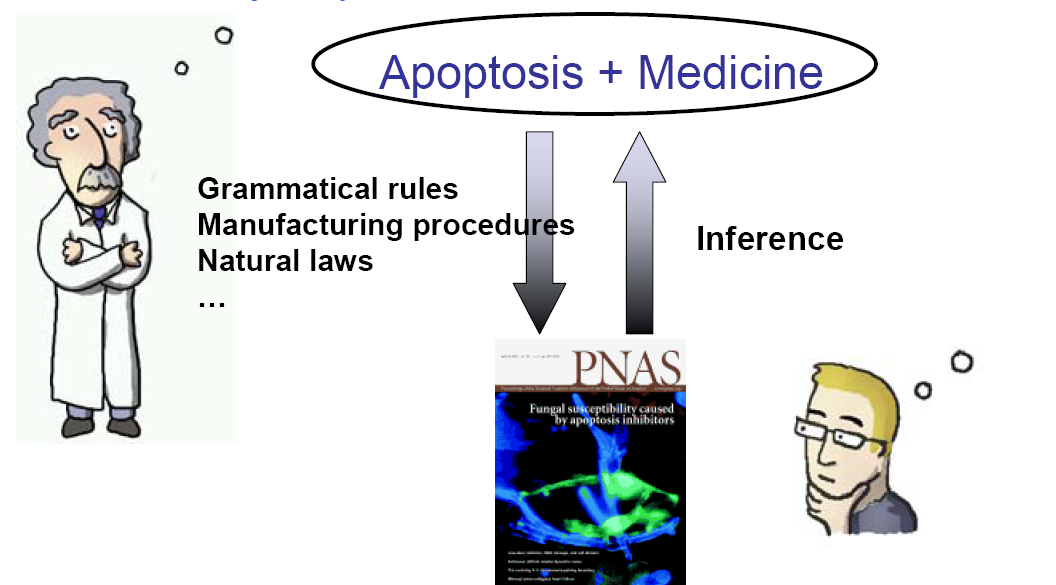 Apoptosis + Medicine
Grammatical rules
Manufacturing procedures
Natural laws
…
Inference
PNAS
Fungal susceptibility caused
by apoptosis inhibitors